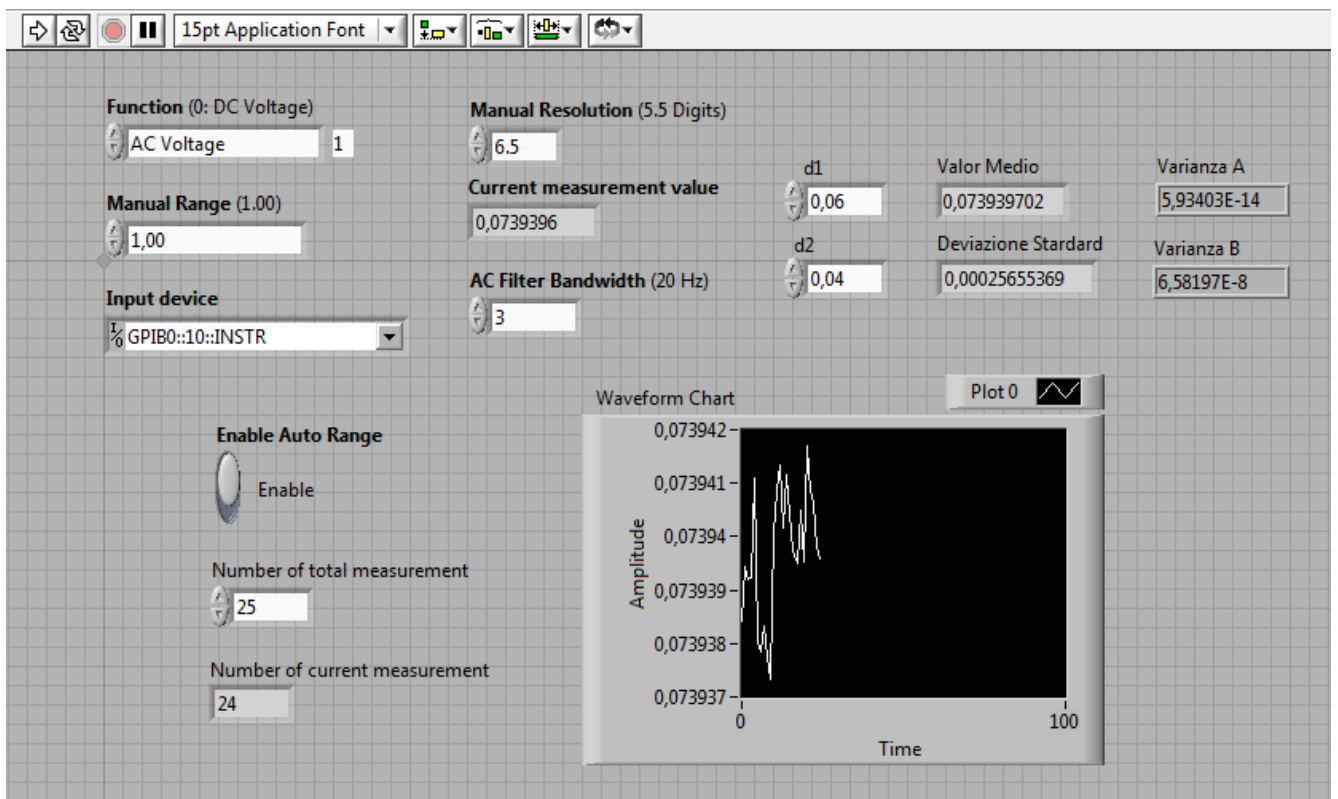 15pt Application Font
Function (0: DC Voltage)
AC Voltage 1
Manual Range (1.00)
1,00
Input device
I/O GPIB0::10::INSTR
Manual Resolution (5.5 Digits)
6.5
Current measurement value
0,0739396
AC Filter Bandwidth (20 Hz)
3
d1
0,06
d2
0,04
Valor Medio
0,073939702
Deviazione Stardard
0,00025655369
Varianza A
5,93403E-14
Varianza B
6,58197E-8
Enable Auto Range
Enable
Number of total measurement
25
Number of current measurement
24
Waveform Chart
Plot 0
0,073942
0,073941
0,07394
0,073939
0,073938
0,073937
Amplitude
0 100
Time